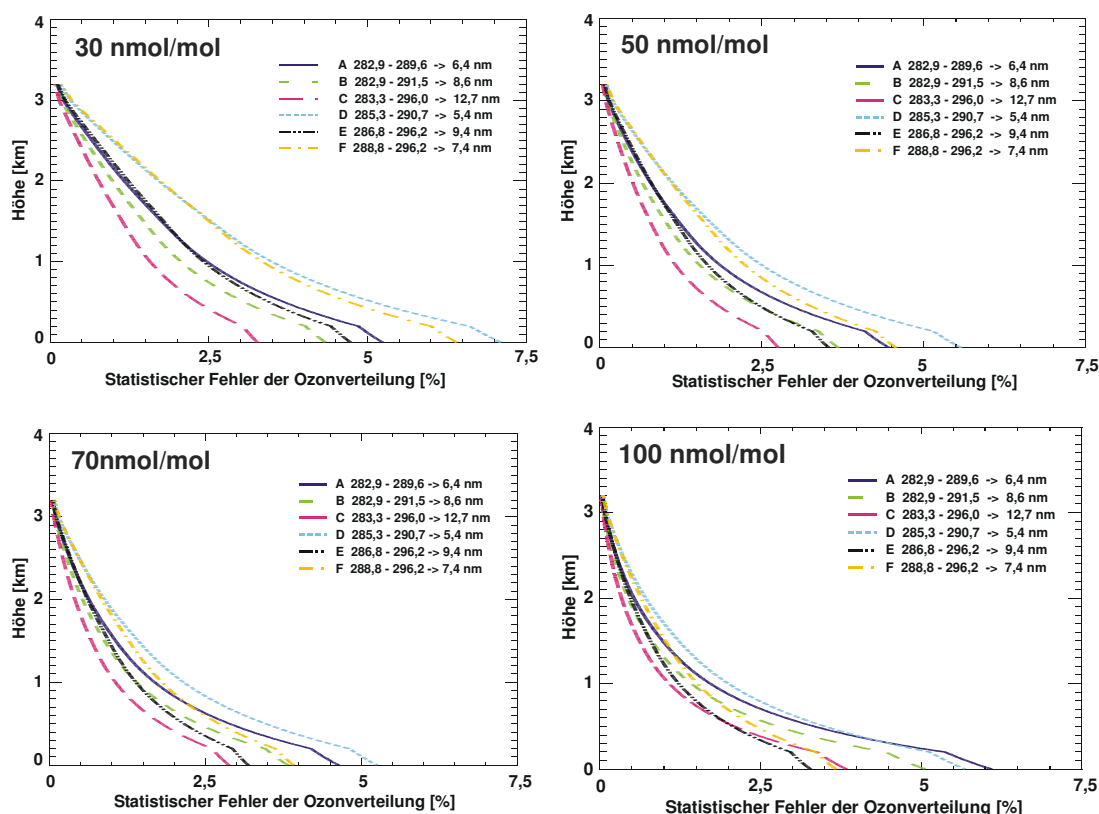 30 nmol/mol
A 282,9 - 289,6 -> 6,4 nm
B 282,9 - 291,5 -> 8,6 nm
C 283,3 - 296,0 -> 12,7 nm
D 285,3 - 290,7 -> 5,4 nm
E 286,8 - 296,2 -> 9,4 nm
F 288,8 - 296,2 -> 7,4 nm
Höhe [km]
4
3
2
1
0
0
2,5
5
7,5
Statistischer Fehler der Ozonverteilung [%]
50 nmol/mol
A 282,9 - 289,6 -> 6,4 nm
B 282,9 - 291,5 -> 8,6 nm
C 283,3 - 296,0 -> 12,7 nm
D 285,3 - 290,7 -> 5,4 nm
E 286,8 - 296,2 -> 9,4 nm
F 288,8 - 296,2 -> 7,4 nm
Höhe [km]
4
3
2
1
0
0
2,5
5
7,5
Statistischer Fehler der Ozonverteilung [%]
70nmol/mol
A 282,9 - 289,6 -> 6,4 nm
B 282,9 - 291,5-> 8,6 nm
C 283,3 - 296,0 -> 12,7 nm
D 285,3 - 290,7-> 5,4 nm
E 286,8 - 296,2 -> 9,4 nm
F 288,8 - 296,2 -> 7,4 nm
Höhe [km]
4
3
2
1
0
0
2,5
5
7,5
Statistischer Fehler der Ozonverteilung [%]
100 nmol/mol
A 282,9 - 289,6 -> 6,4 nm
B 282,9 - 291,5-> 8,6 nm
C 283,3 - 296,0 -> 12,7 nm
D 285,3 - 290,7 -> 5,4 nm
E 286,8 - 296,2 -> 9,4 nm
F 288,8 - 296,2 -> 7,4 nm
Höhe [km]
4
3
2
1
0
0
2,5
5
7,5
Statistischer Fehler der Ozonverteilung [%]